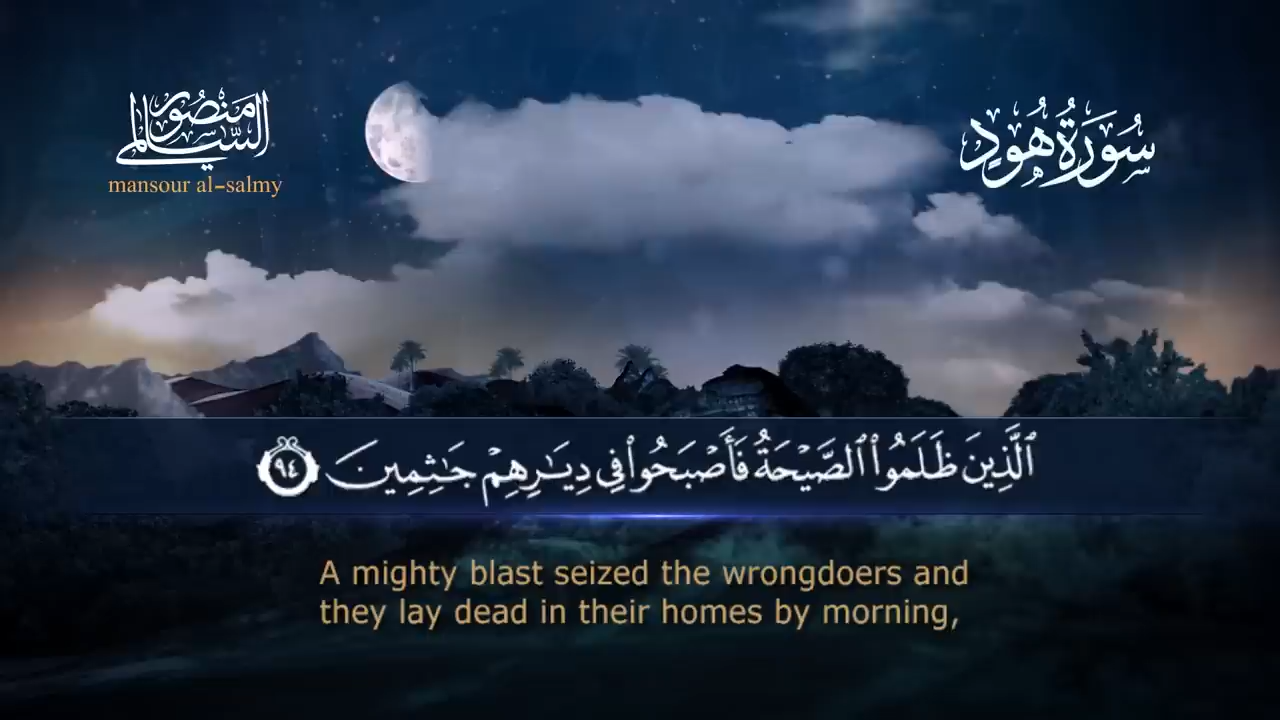 منصور السالمي
mansour al-salmy
سُورَةُ هُودٍ
ٱلَّذِينَ ظَلَمُوا۟ ٱلصَّيْحَةُ فَأَصْبَحُوا۟ فِى دِيَـٰرِهِمْ جَـٰثِمِينَ ٩٤
A mighty blast seized the wrongdoers and
they lay dead in their homes by morning,